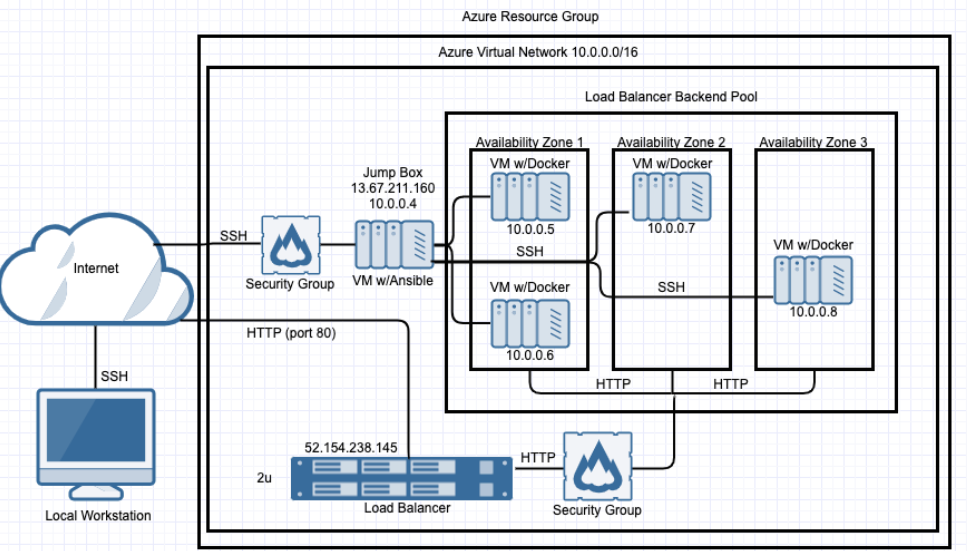 Azure Resource Group
Azure Virtual Network 10.0.0.0/16
Load Balancer Backend Pool
Availability Zone 1
Availability Zone 2
Availability Zone 3
VM w/Docker
10.0.0.5
VM w/Docker
10.0.0.7
VM w/Docker
10.0.0.8
VM w/Docker
10.0.0.6
Jump Box
13.67.211.160
10.0.0.4
VM w/Ansible
SSH
Security Group
SSH
SSH
Internet
HTTP (port 80)
SSH
HTTP
HTTP
Local Workstation
52.154.238.145
2u
Load Balancer
HTTP
Security Group